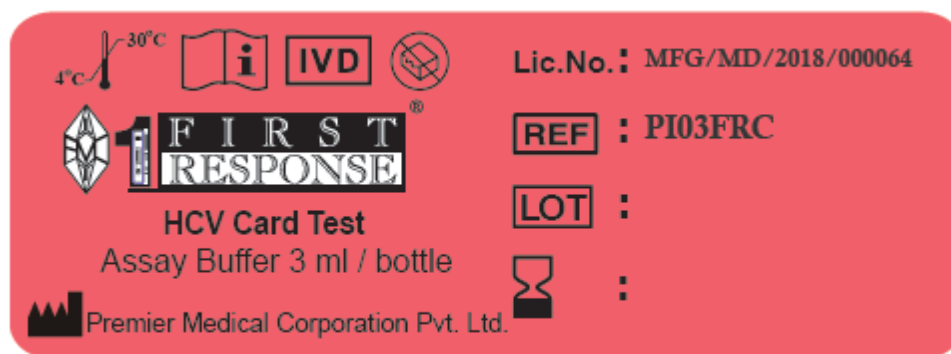 4°C 30°C
i
IVD
Lic.No. : MFG/MD/2018/000064
1 FIRST ®
RESPONSE
REF : PI03FRC
HCV Card Test
LOT :
Assay Buffer 3 ml / bottle
:
Premier Medical Corporation Pvt. Ltd.